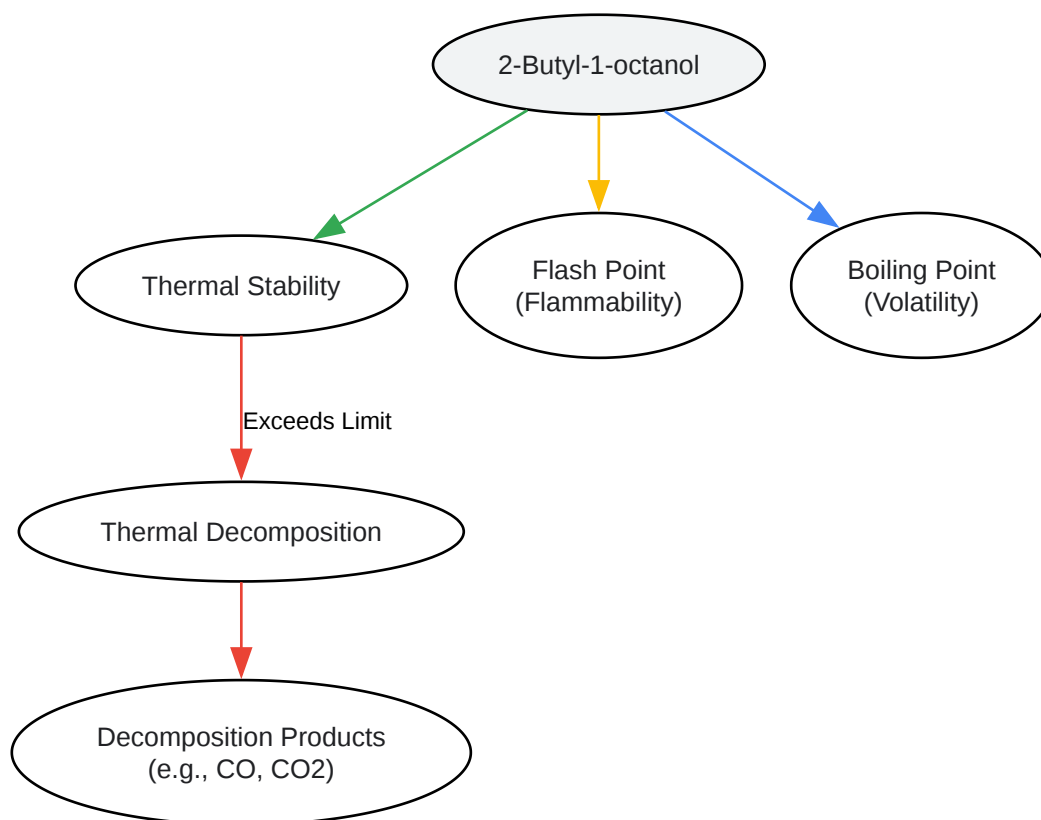 2-Butyl-1-octanol
Thermal Stability
Flash Point
(Flammability)
Boiling Point
(Volatility)
Exceeds Limit
Thermal Decomposition
Decomposition Products
(e.g., CO, CO2)